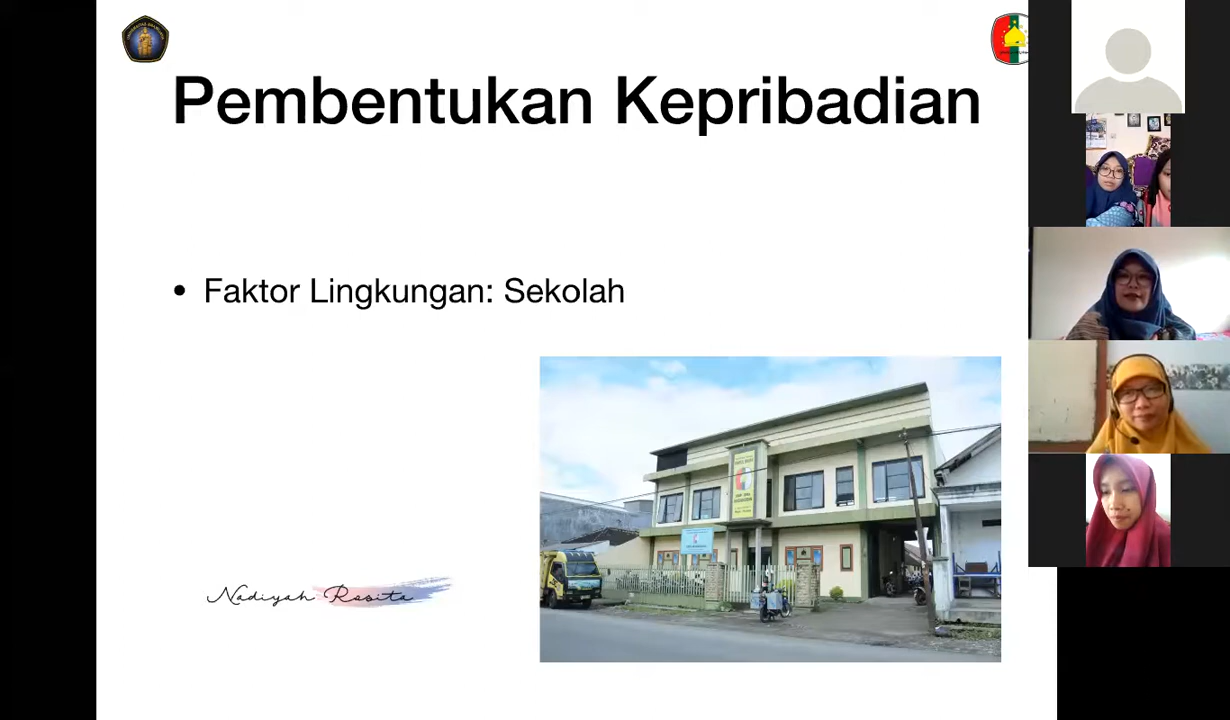 Pembentukan Kepribadian
• Faktor Lingkungan: Sekolah
Nadiyah Rosita